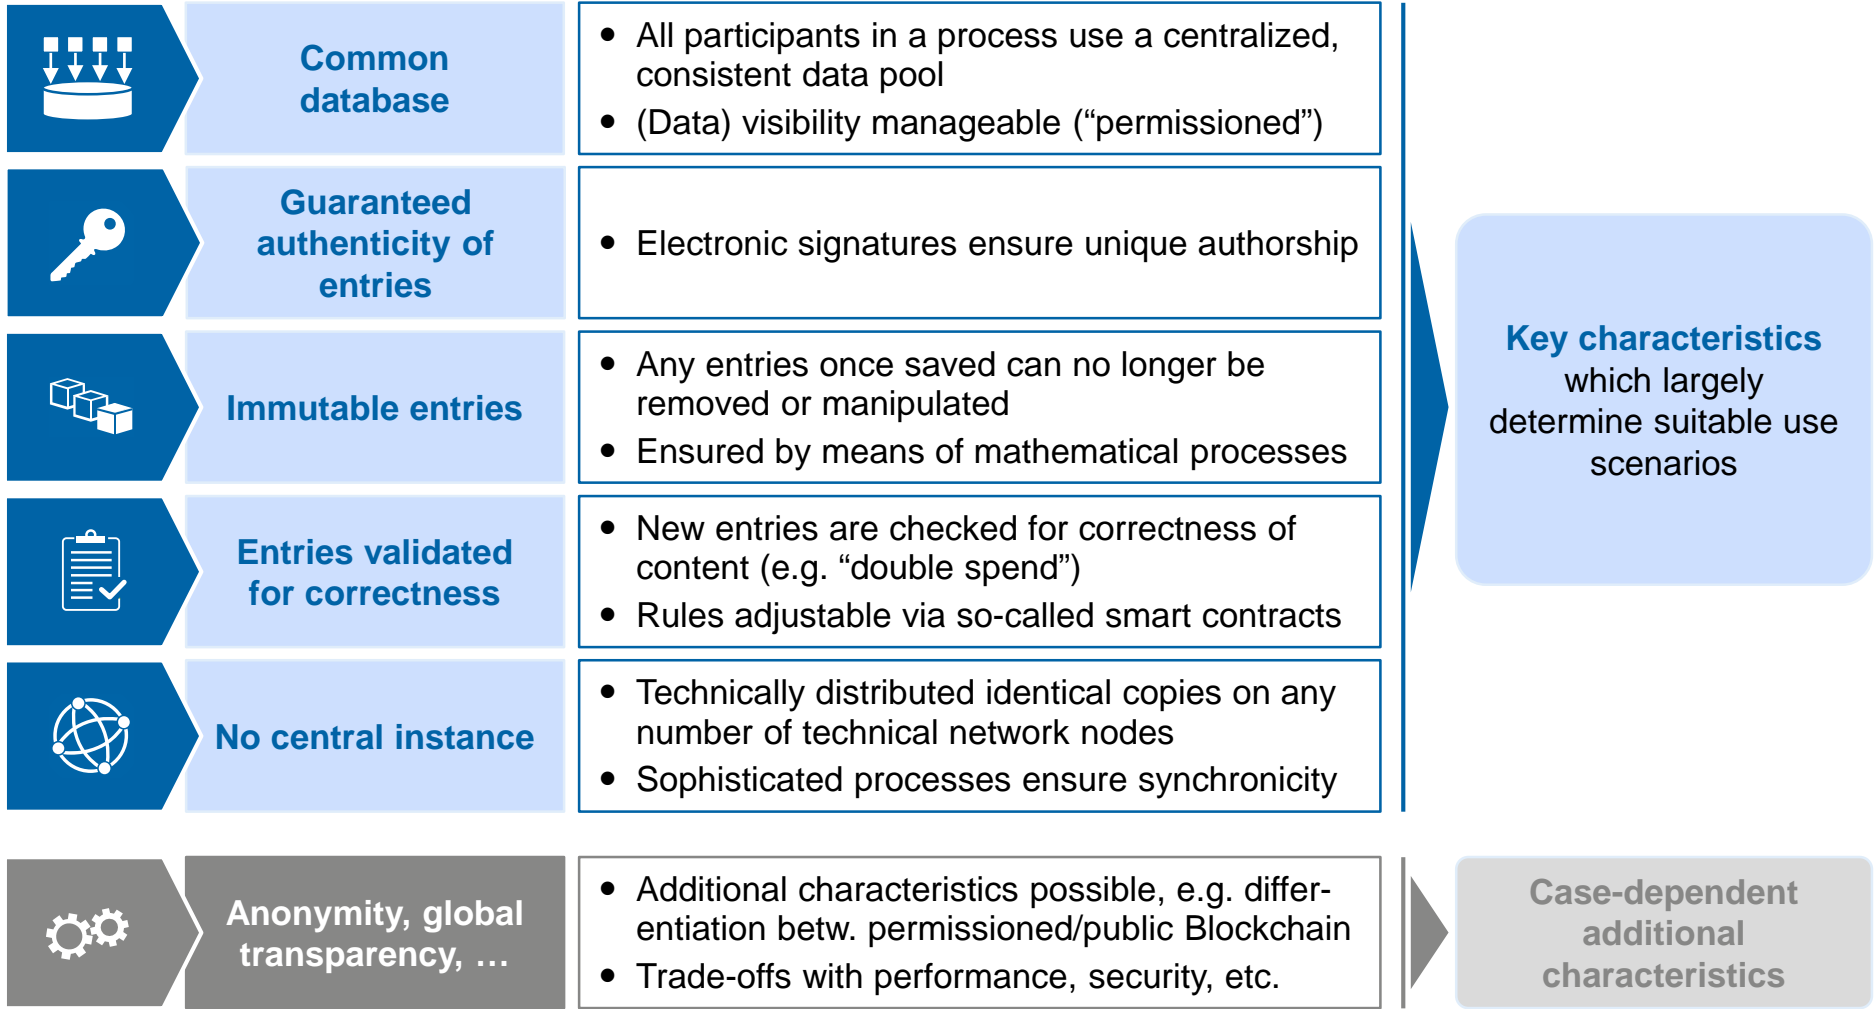 Common
database
• All participants in a process use a centralized,
consistent data pool
• (Data) visibility manageable (“permissioned”)
Guaranteed
authenticity of
entries
• Electronic signatures ensure unique authorship
Immutable entries
• Any entries once saved can no longer be
removed or manipulated
• Ensured by means of mathematical processes
Entries validated
for correctness
• New entries are checked for correctness of
content (e.g. “double spend”)
• Rules adjustable via so-called smart contracts
No central instance
• Technically distributed identical copies on any
number of technical network nodes
• Sophisticated processes ensure synchronicity
Key characteristics
which largely
determine suitable use
scenarios
Anonymity, global
transparency, …
• Additional characteristics possible, e.g. differ-
entiation betw. permissioned/public Blockchain
• Trade-offs with performance, security, etc.
Case-dependent
additional
characteristics